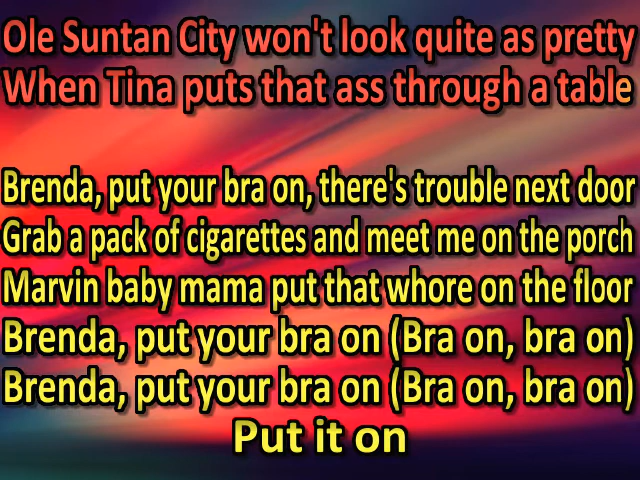 Ole Suntan City won't look quite as pretty
When Tina puts that ass through a table
Brenda, put your bra on, there's trouble next door
Grab a pack of cigarettes and meet me on the porch
Marvin baby mama put that whore on the floor
Brenda, put your bra on (Bra on, bra on)
Brenda, put your bra on (Bra on, bra on)
Put it on